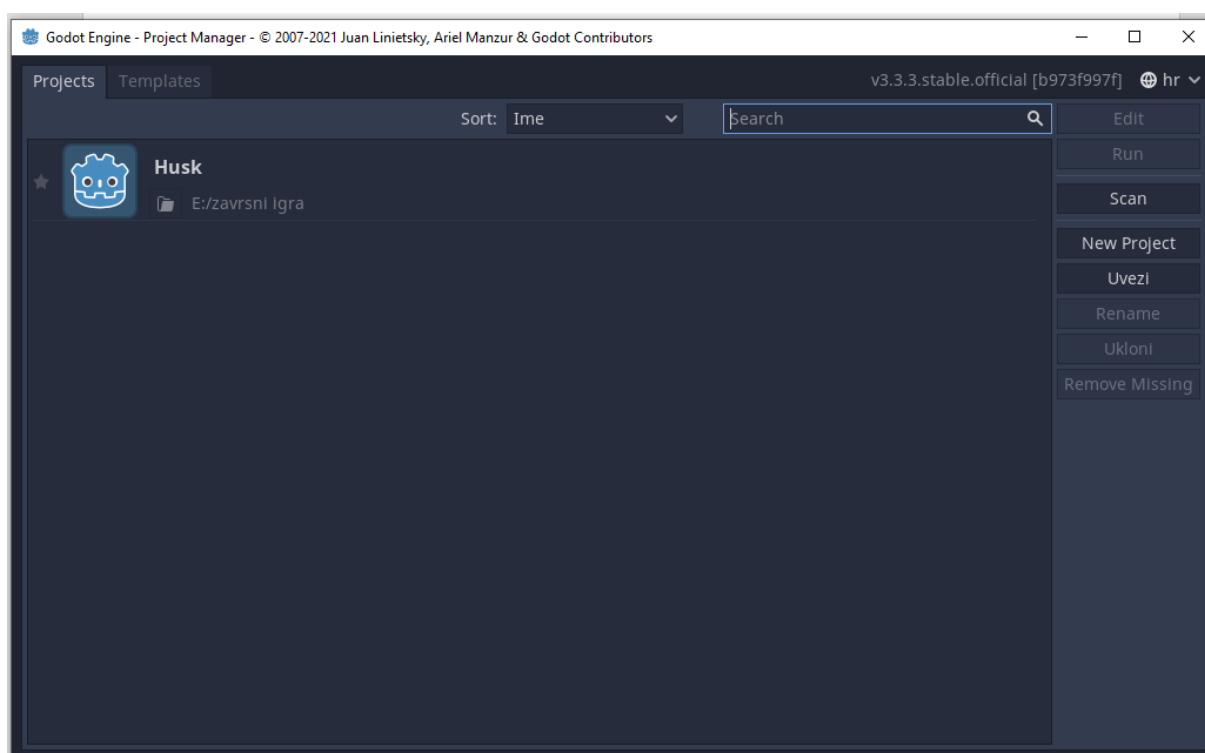 Godot Engine - Project Manager - © 2007-2021 Juan Linietsky, Ariel Manzur & Godot Contributors
Projects Templates v3.3.3.stable.official [b973f997f] hr
Sort: Ime Search Edit
Run
Husk
E:/zavrsni igra
Scan
New Project
Uvezi
Rename
Ukloni
Remove Missing